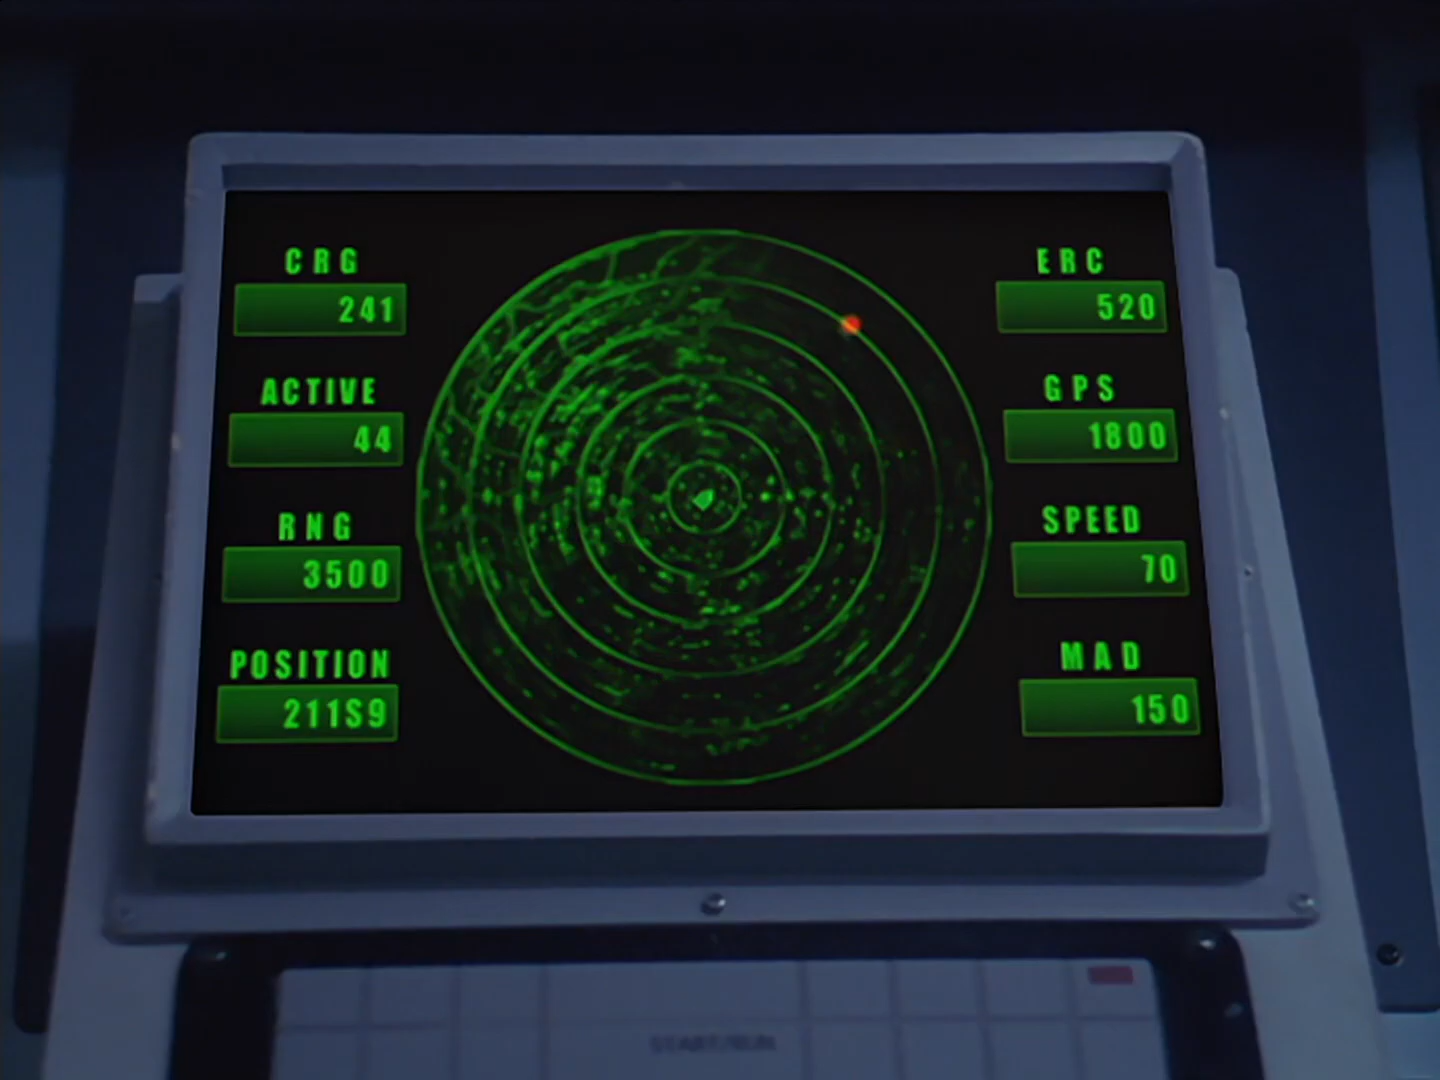 CRG
241
ACTIVE
44
RNG
3500
POSITION
211S9
ERC
520
GPS
1800
SPEED
70
MAD
150